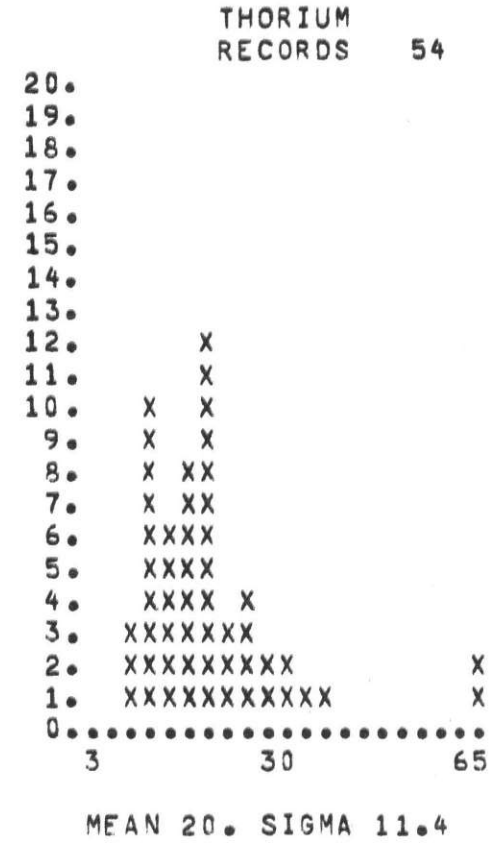 THORIUM
RECORDS 54
20.
19.
18.
17.
16.
15.
14.
13.
12. X
11. X
10. X X
9. X X
8. X XX
7. X XX
6. XXXX
5. XXXX
4. XXXX X
3. XXXXXXX
2. XXXXXXXXX X
1. XXXXXXXXXXX X
0......................
3 30 65
MEAN 20. SIGMA 11.4